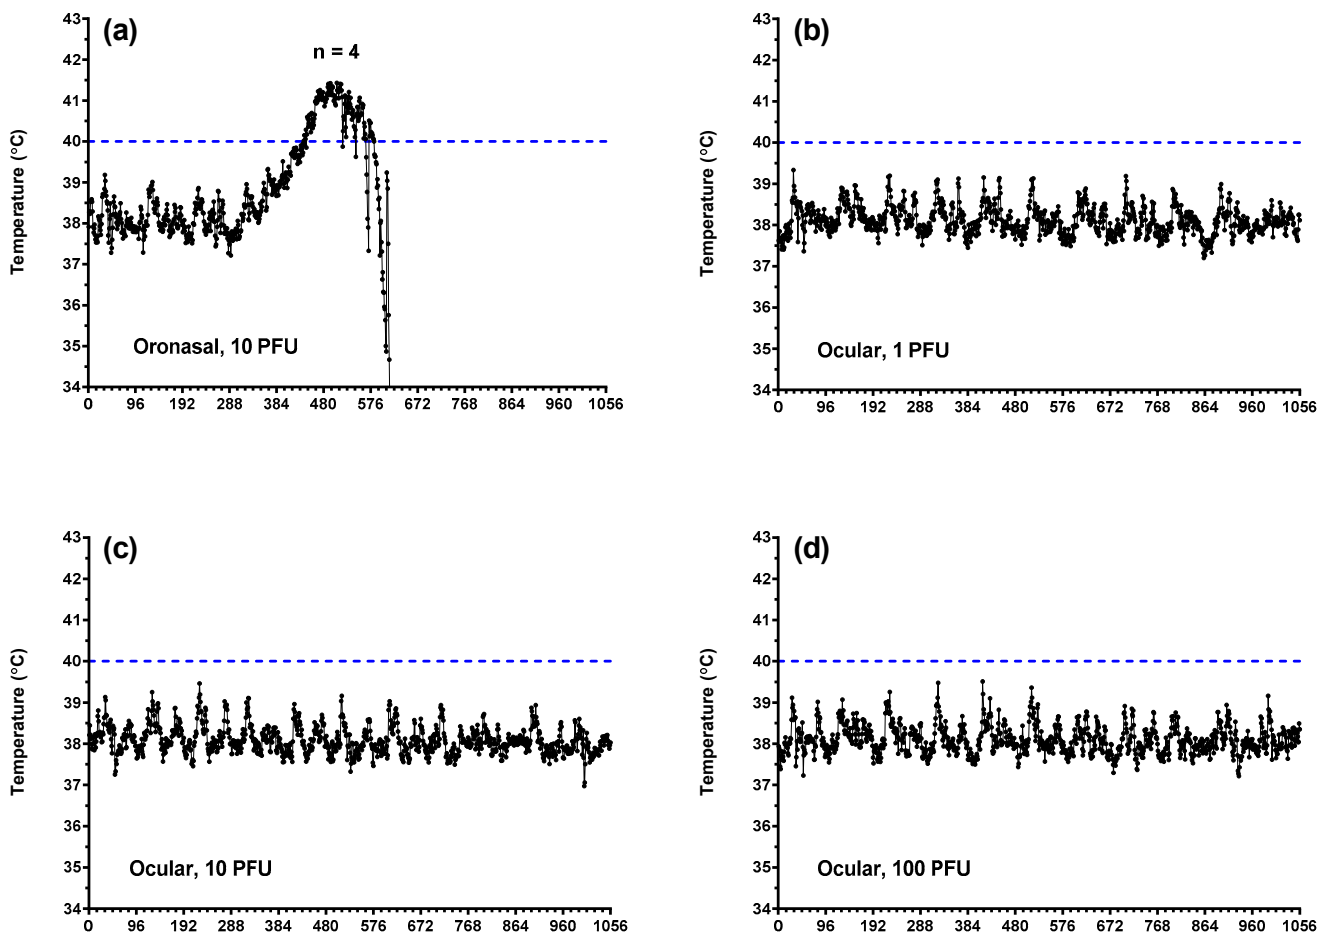 (a)
n = 4
Temperature (°C)
43
42
41
40
39
38
37
36
35
34
Oronasal, 10 PFU
0 96 192 288 384 480 576 672 768 864 960 1056
(b)
Temperature (°C)
43
42
41
40
39
38
37
36
35
34
Ocular, 1 PFU
0 96 192 288 384 480 576 672 768 864 960 1056
(c)
Temperature (°C)
43
42
41
40
39
38
37
36
35
34
Ocular, 10 PFU
0 96 192 288 384 480 576 672 768 864 960 1056
(d)
Temperature (°C)
43
42
41
40
39
38
37
36
35
34
Ocular, 100 PFU
0 96 192 288 384 480 576 672 768 864 960 1056